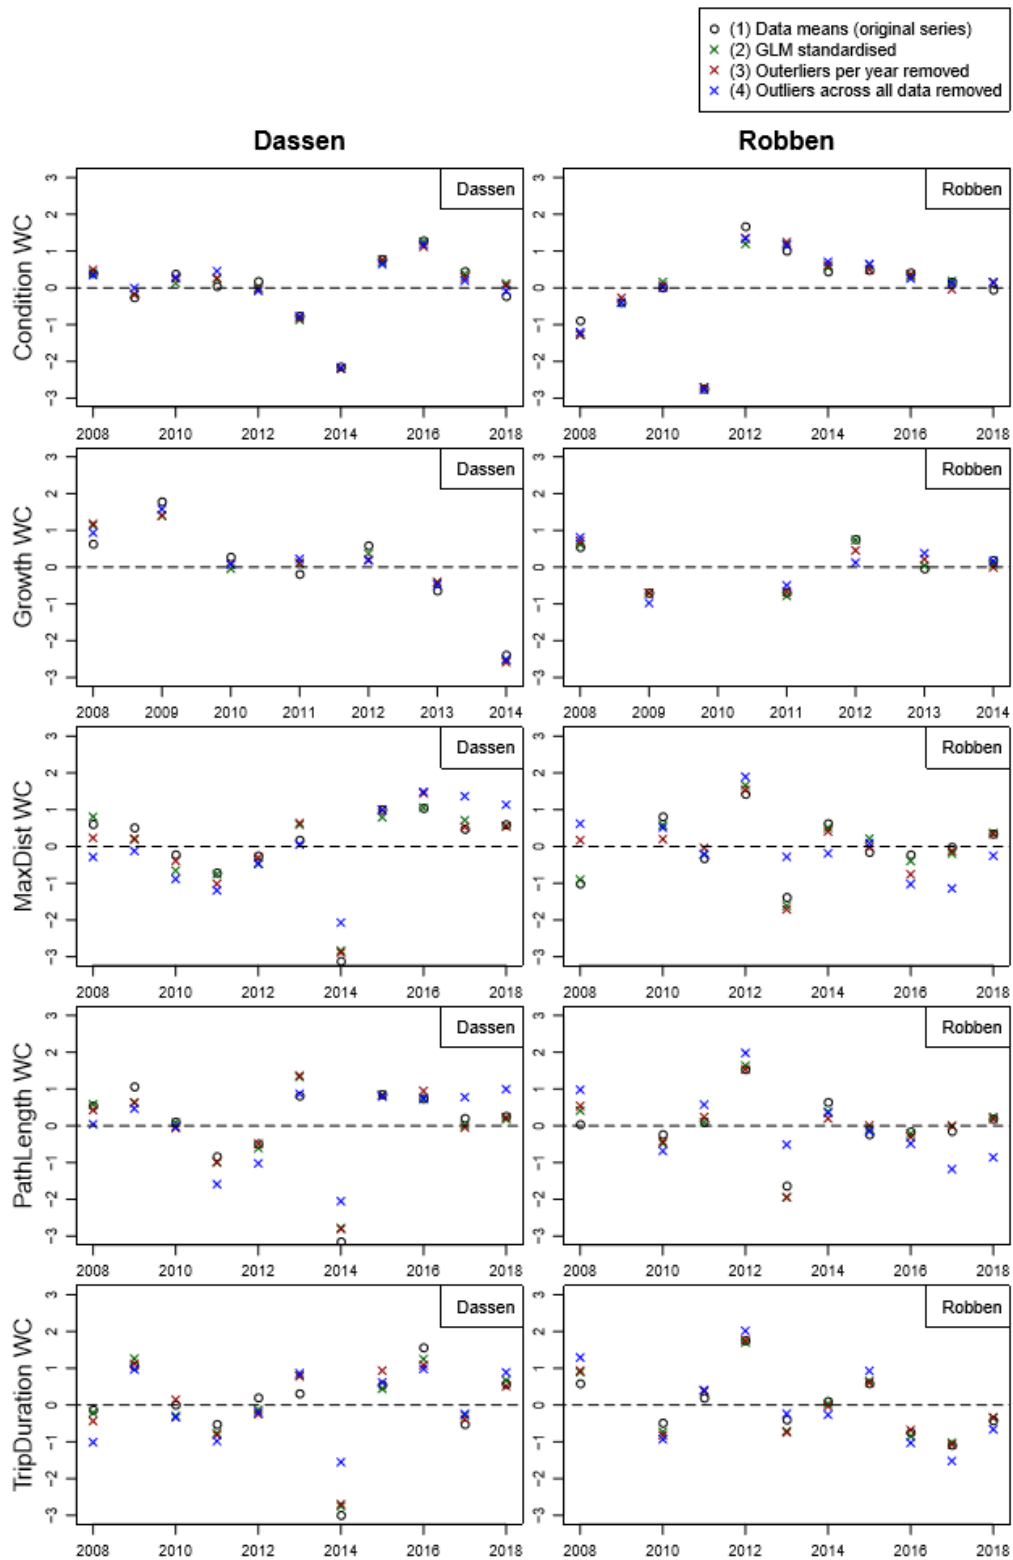 (1) Data means (original series)
(2) GLM standardised
(3) Outerliers per year removed
(4) Outliers across all data removed
Dassen Robben
Condition WC
3 2 1 0 -1 -2 -3
Dassen
2008 2010 2012 2014 2016 2018
3 2 1 0 -1 -2 -3
Robben
2008 2010 2012 2014 2016 2018
Growth WC
3 2 1 0 -1 -2 -3
Dassen
2008 2009 2010 2011 2012 2013 2014
3 2 1 0 -1 -2 -3
Robben
2008 2009 2010 2011 2012 2013 2014
MaxDist WC
3 2 1 0 -1 -2 -3
Dassen
2008 2010 2012 2014 2016 2018
3 2 1 0 -1 -2 -3
Robben
2008 2010 2012 2014 2016 2018
PathLength WC
3 2 1 0 -1 -2 -3
Dassen
2008 2010 2012 2014 2016 2018
3 2 1 0 -1 -2 -3
Robben
2008 2010 2012 2014 2016 2018
TripDuration WC
3 2 1 0 -1 -2 -3
Dassen
2008 2010 2012 2014 2016 2018
3 2 1 0 -1 -2 -3
Robben
2008 2010 2012 2014 2016 2018